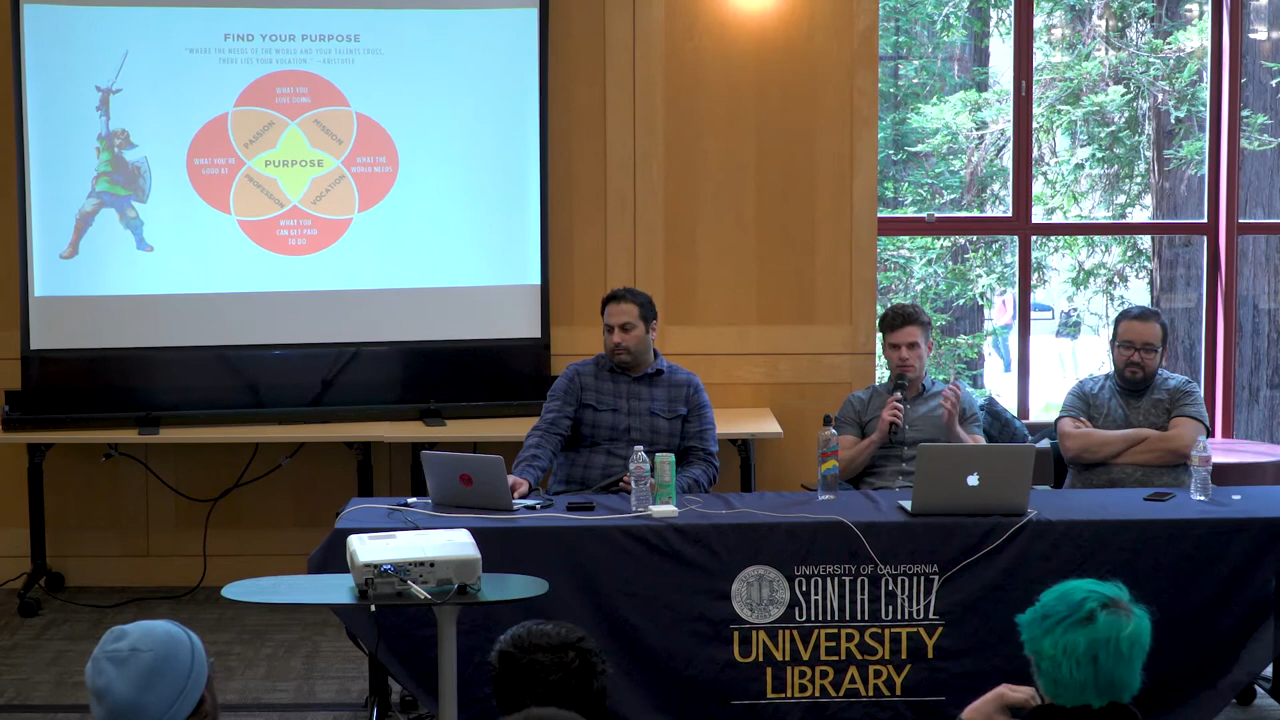 FIND YOUR PURPOSE
"WHERE THE NEEDS OF THE WORLD AND YOUR TALENTS CROSS,
THERE LIES YOUR VOCATION." —ARISTOTLE
WHAT YOU
LOVE DOING
PASSION
MISSION
WHAT YOU'RE
GOOD AT
PURPOSE
WHAT THE
WORLD NEEDS
PROFESSION
VOCATION
WHAT YOU
CAN GET PAID
TO DO
UNIVERSITY OF CALIFORNIA
SANTA CRUZ
UNIVERSITY
LIBRARY